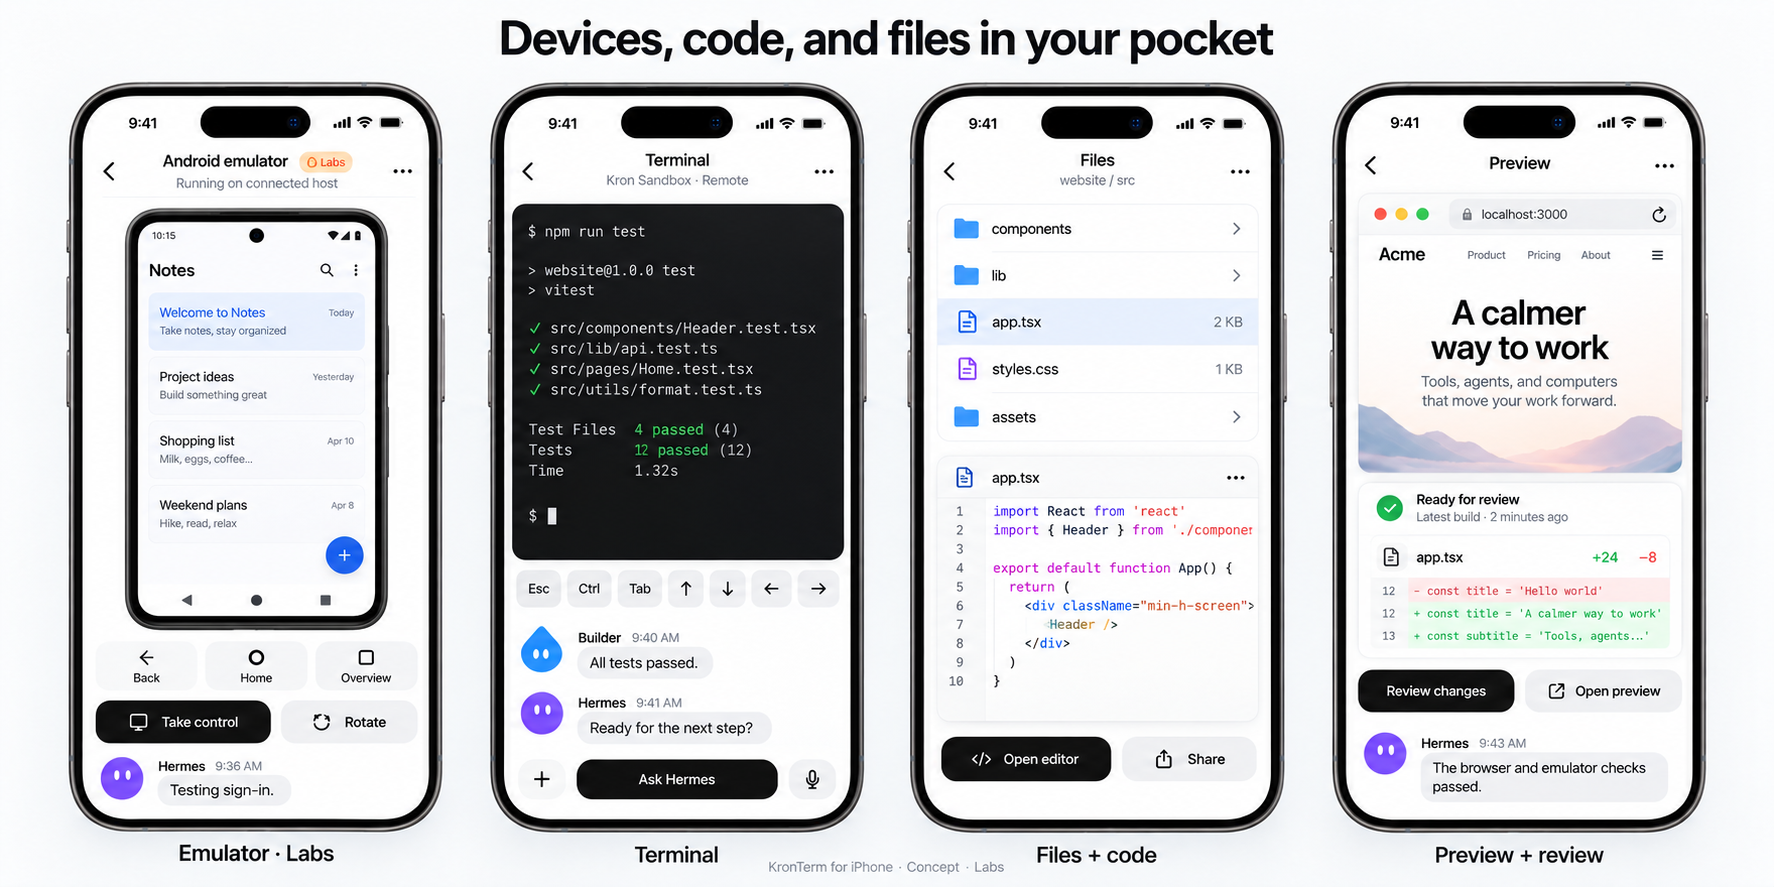 Devices, code, and files in your pocket
9:41
Android emulator Labs
Running on connected host
10:15
Notes
Welcome to Notes Today
Take notes, stay organized
Project ideas Yesterday
Build something great
Shopping list Apr 10
Milk, eggs, coffee...
Weekend plans Apr 8
Hike, read, relax
Back Home Overview
Take control Rotate
Hermes 9:36 AM
Testing sign-in.
Emulator · Labs
9:41
Terminal
Kron Sandbox · Remote
$ npm run test
> website@1.0.0 test
> vitest
✓ src/components/Header.test.tsx
✓ src/lib/api.test.ts
✓ src/pages/Home.test.tsx
✓ src/utils/format.test.ts
Test Files 4 passed (4)
Tests 12 passed (12)
Time 1.32s
$
Esc Ctrl Tab ↑ ↓ ← →
Builder 9:40 AM
All tests passed.
Hermes 9:41 AM
Ready for the next step?
Ask Hermes
Terminal
9:41
Files
website / src
components
lib
app.tsx 2 KB
styles.css 1 KB
assets
app.tsx
1 import React from 'react'
2 import { Header } from './componen
3
4 export default function App() {
5 return (
6 <div className="min-h-screen">
7 <Header />
8 </div>
9 )
10 }
</> Open editor Share
Files + code
9:41
Preview
localhost:3000
Acme Product Pricing About
A calmer
way to work
Tools, agents, and computers
that move your work forward.
Ready for review
Latest build · 2 minutes ago
app.tsx +24 −8
12 - const title = 'Hello world'
12 + const title = 'A calmer way to work'
13 + const subtitle = 'Tools, agents...'
Review changes Open preview
Hermes 9:43 AM
The browser and emulator checks
passed.
Preview + review
KronTerm for iPhone · Concept · Labs